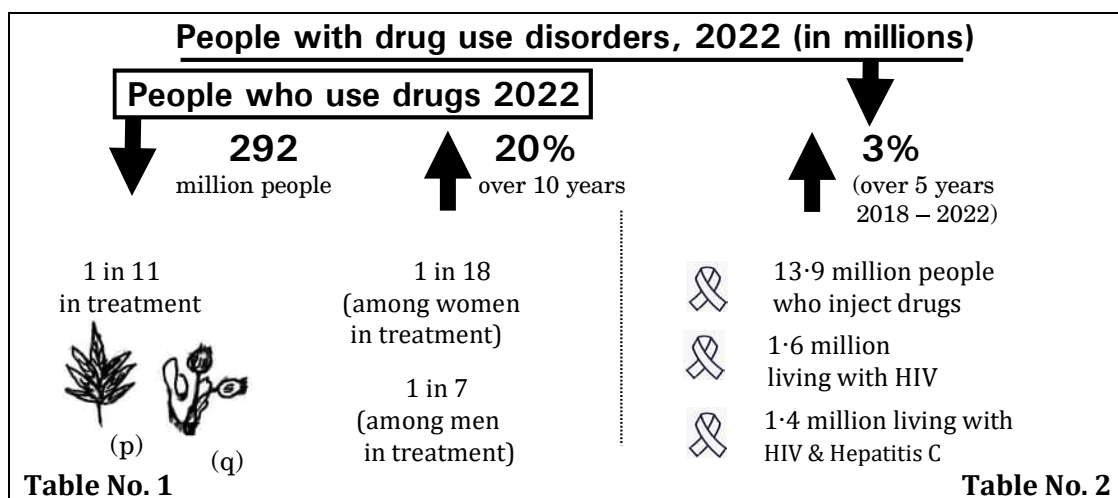 People with drug use disorders, 2022 (in millions)
People who use drugs 2022
292
million people
20%
over 10 years
3%
(over 5 years
2018 – 2022)
1 in 11
in treatment
(p)
(q)
1 in 18
(among women
in treatment)
1 in 7
(among men
in treatment)
13·9 million people
who inject drugs
1·6 million
living with HIV
1·4 million living with
HIV & Hepatitis C
Table No. 1
Table No. 2